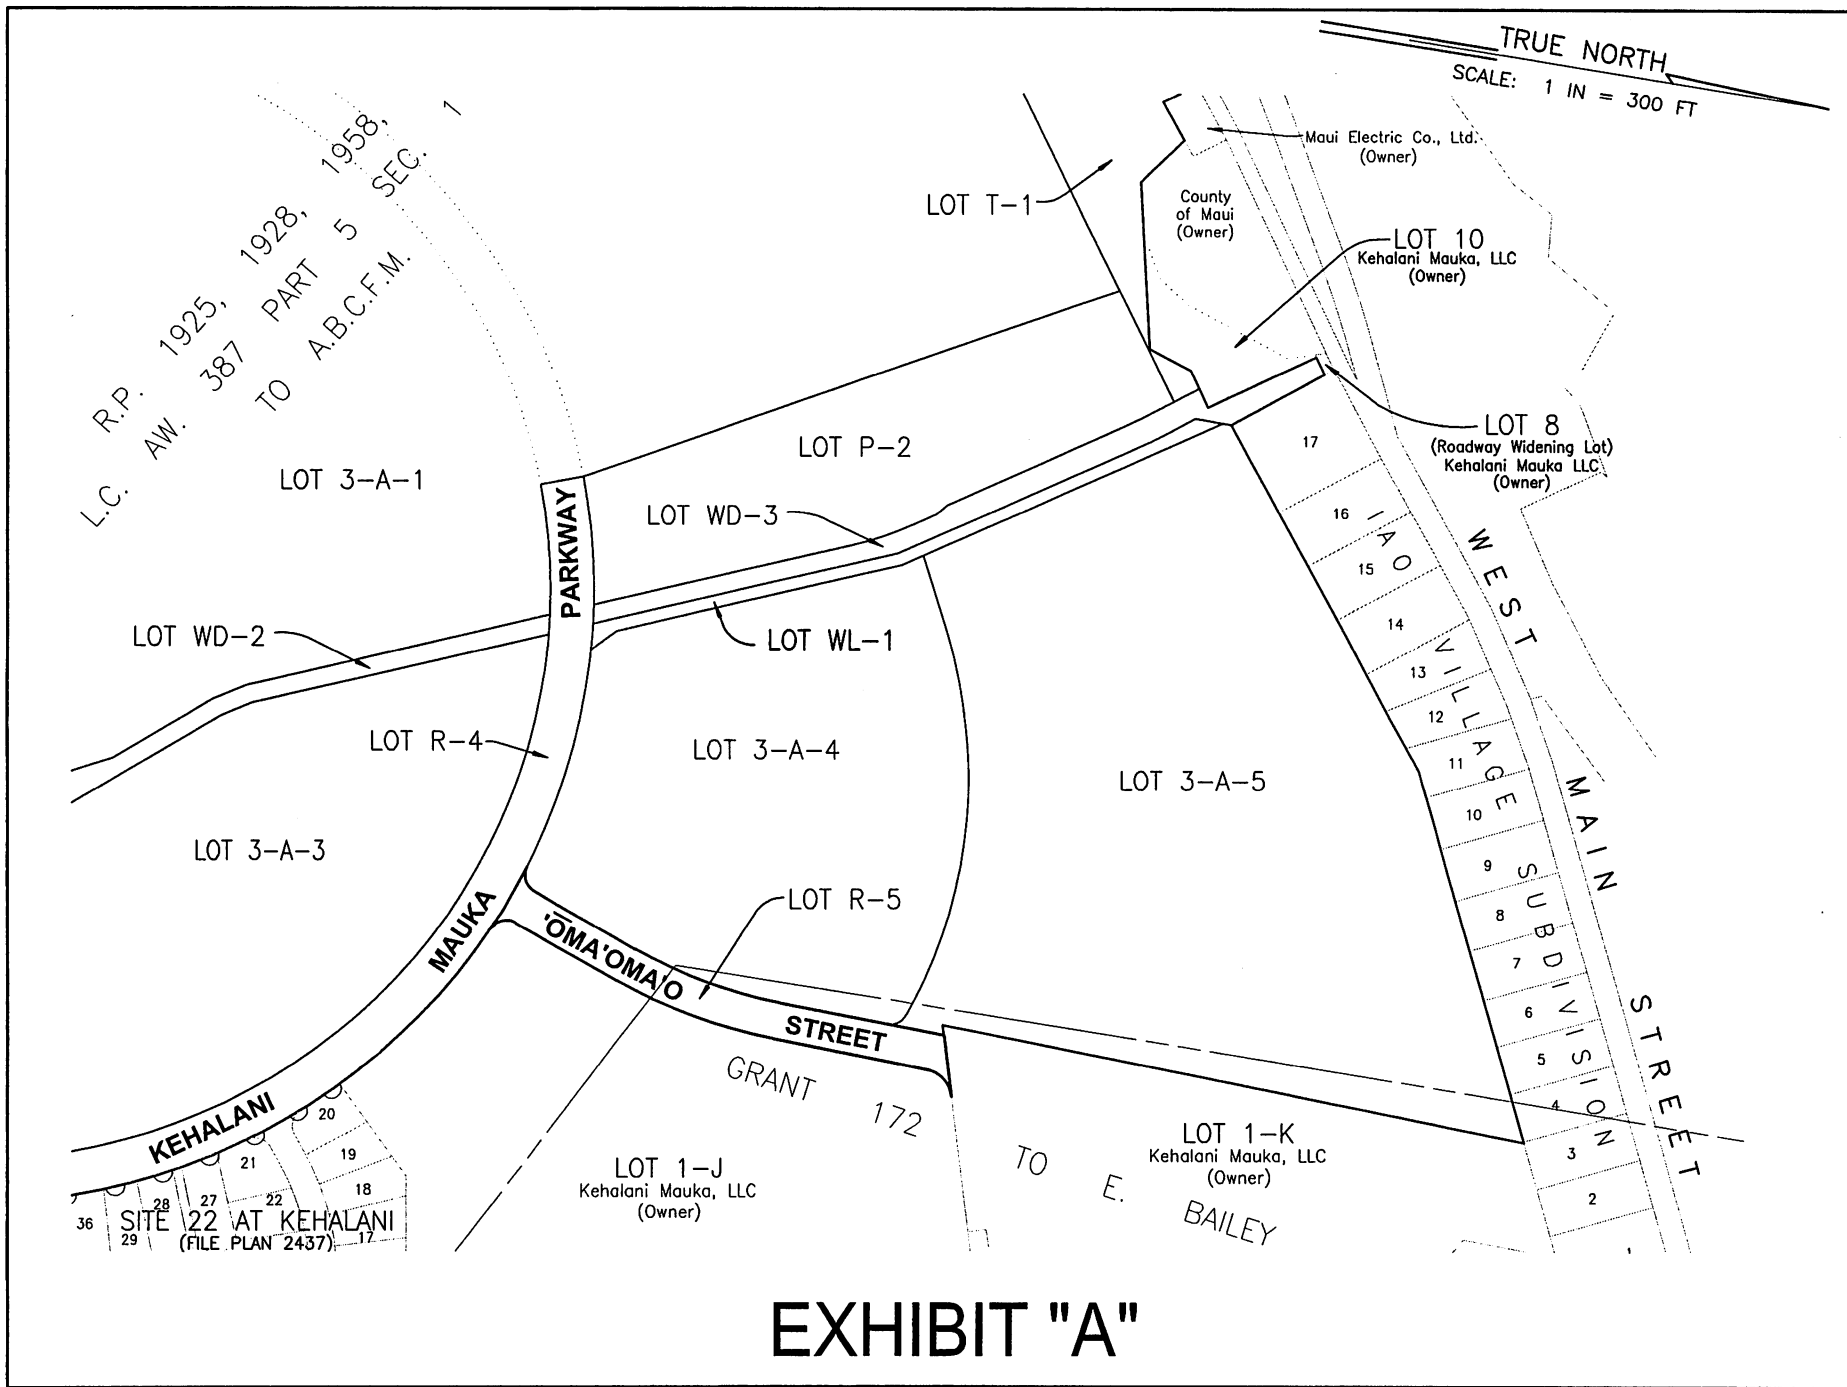 TRUE NORTH
SCALE: 1 IN = 300 FT
R.P. 1925, 1928, 1958,
L.C. AW. 387 PART 5 SEC. 1
TO A.B.C.F.M.
Maui Electric Co., Ltd.
(Owner)
LOT T-1
County
of Maui
(Owner)
LOT 10
Kehalani Mauka, LLC
(Owner)
LOT 8
(Roadway Widening Lot)
Kehalani Mauka LLC
(Owner)
LOT 3-A-1
LOT P-2
LOT WD-3
LOT WD-2
LOT WL-1
LOT R-4
LOT 3-A-4
LOT 3-A-5
LOT 3-A-3
LOT R-5
KEHALANI MAUKA PARKWAY
'ŌMA'OMA'O STREET
WEST MAIN STREET
IAO VILLAGE SUBDIVISION
17
16
15
14
13
12
11
10
9
8
7
6
5
4
3
2
1
GRANT 172 TO E. BAILEY
LOT 1-J
Kehalani Mauka, LLC
(Owner)
LOT 1-K
Kehalani Mauka, LLC
(Owner)
20
19
18
17
21
22
27
28
29
36
SITE 22 AT KEHALANI
(FILE PLAN 2437)
EXHIBIT "A"